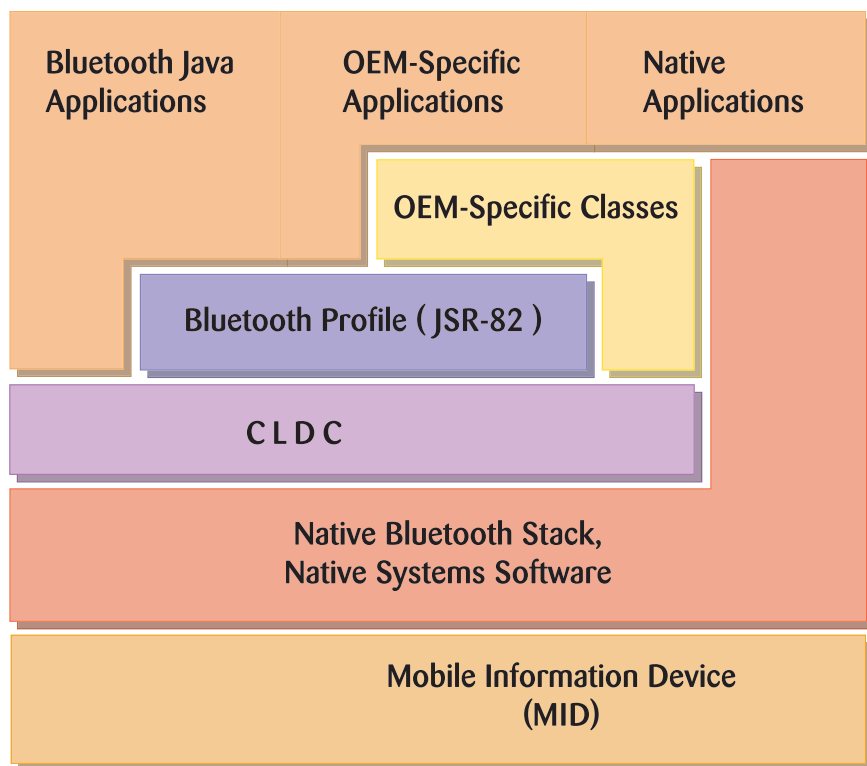 Bluetooth Java
Applications
OEM-Specific
Applications
Native
Applications
OEM-Specific Classes
Bluetooth Profile ( JSR-82 )
C L D C
Native Bluetooth Stack,
Native Systems Software
Mobile Information Device
(MID)